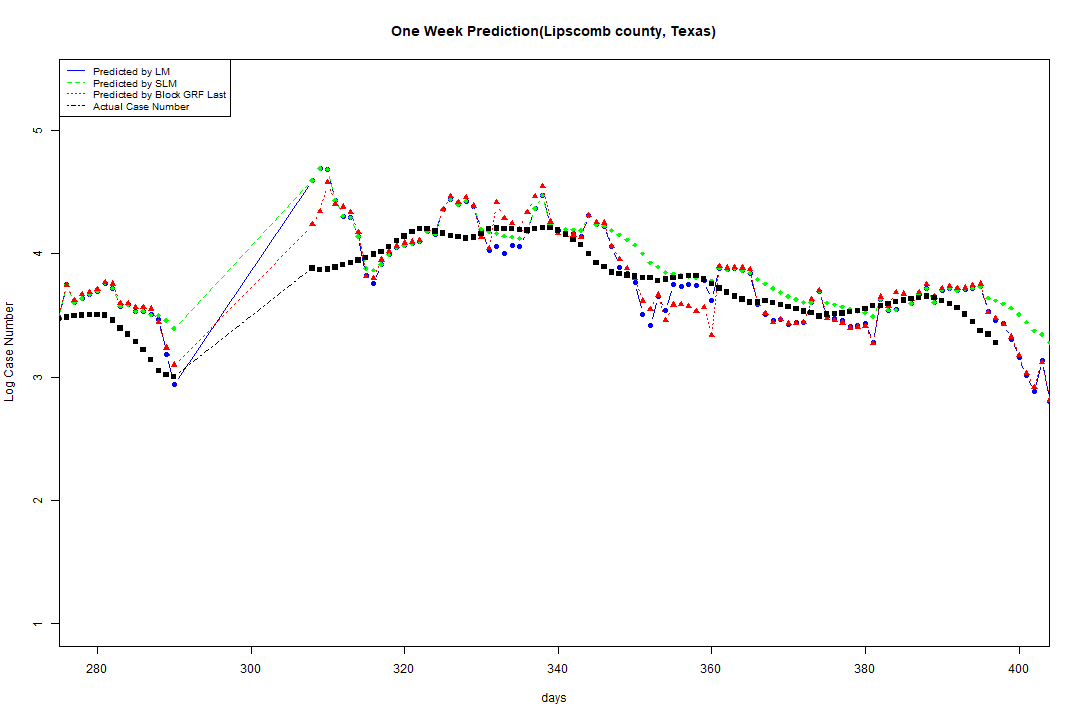 One Week Prediction(Lipscomb county, Texas)
Predicted by LM
Predicted by SLM
Predicted by Block GRF Last
Actual Case Number
5
4
3
2
1
Log Case Number
280 300 320 340 360 380 400
days